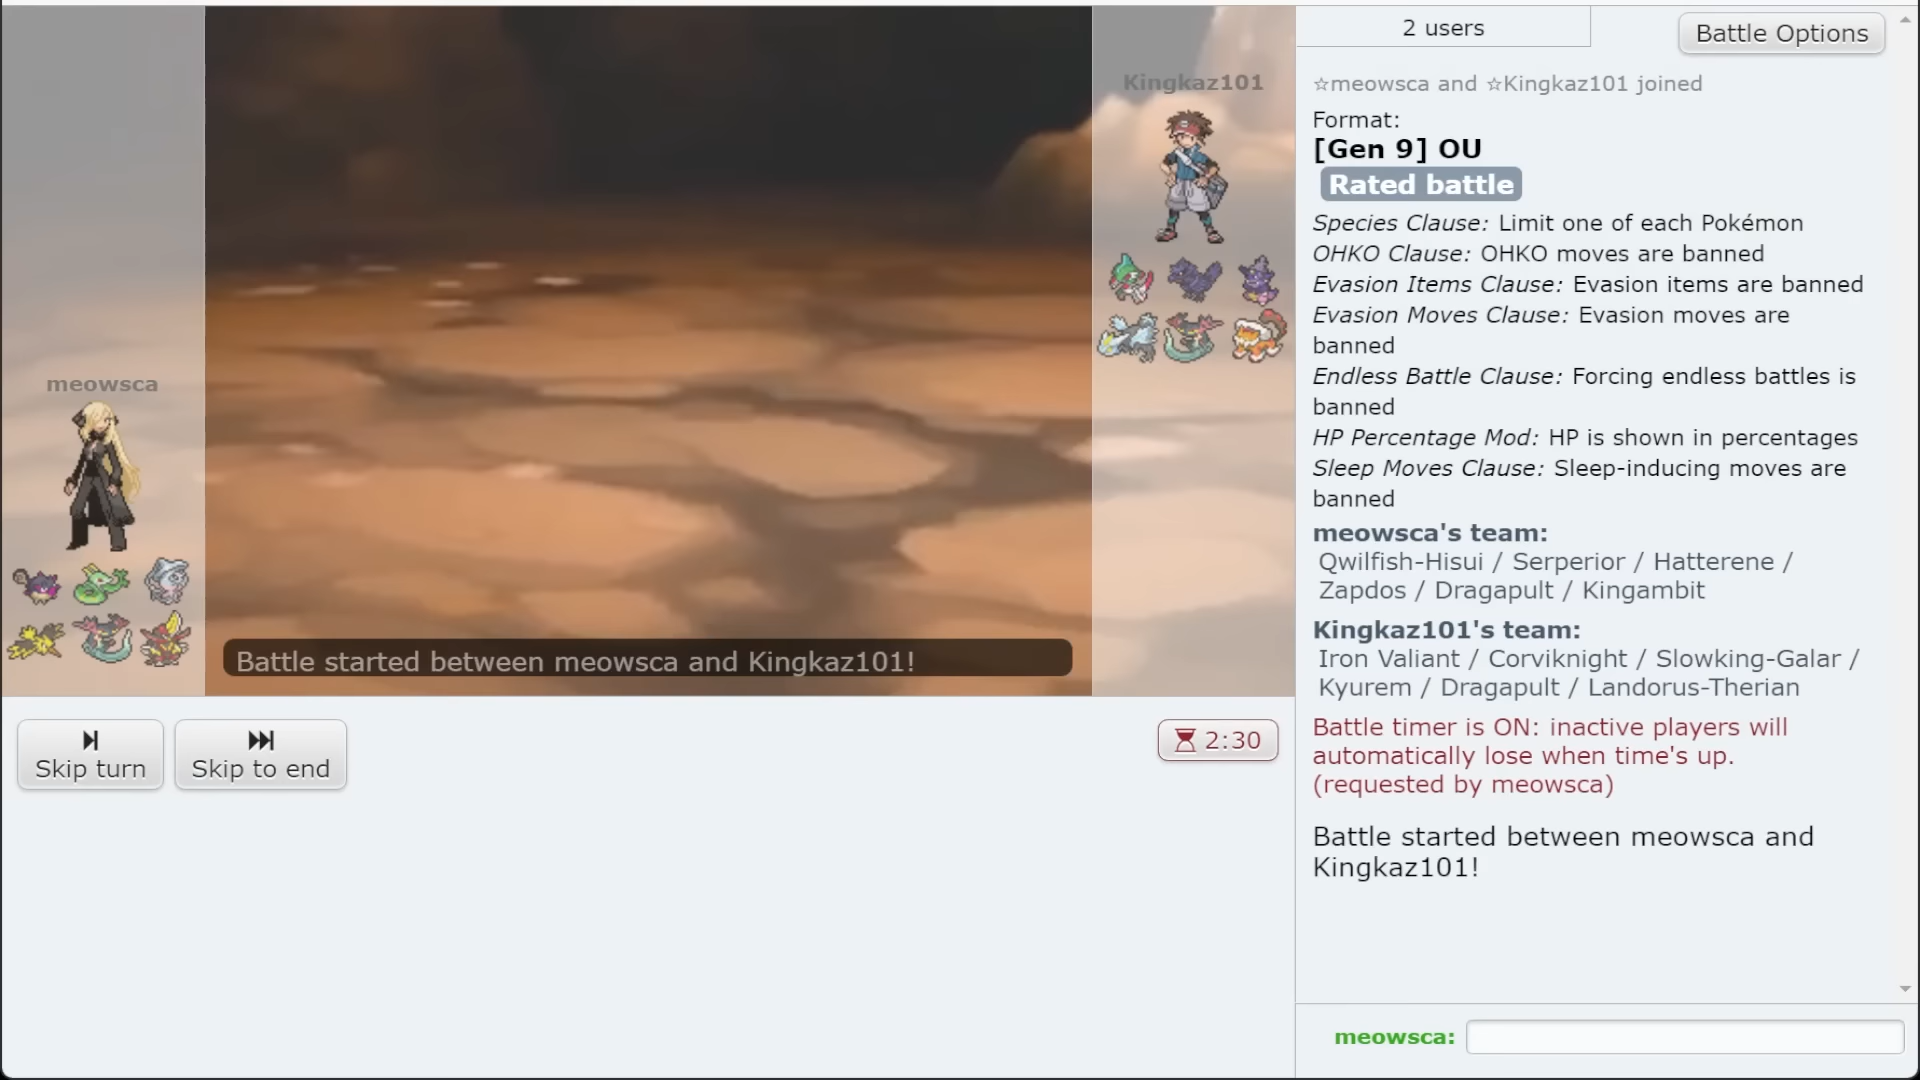 Kingkaz101
meowsca
Battle started between meowsca and Kingkaz101!
Skip turn
Skip to end
2:30
2 users
Battle Options
☆meowsca and ☆Kingkaz101 joined
Format:
[Gen 9] OU
Rated battle
Species Clause: Limit one of each Pokémon
OHKO Clause: OHKO moves are banned
Evasion Items Clause: Evasion items are banned
Evasion Moves Clause: Evasion moves are
banned
Endless Battle Clause: Forcing endless battles is
banned
HP Percentage Mod: HP is shown in percentages
Sleep Moves Clause: Sleep-inducing moves are
banned
meowsca's team:
Qwilfish-Hisui / Serperior / Hatterene /
Zapdos / Dragapult / Kingambit
Kingkaz101's team:
Iron Valiant / Corviknight / Slowking-Galar /
Kyurem / Dragapult / Landorus-Therian
Battle timer is ON: inactive players will
automatically lose when time's up.
(requested by meowsca)
Battle started between meowsca and
Kingkaz101!
meowsca: